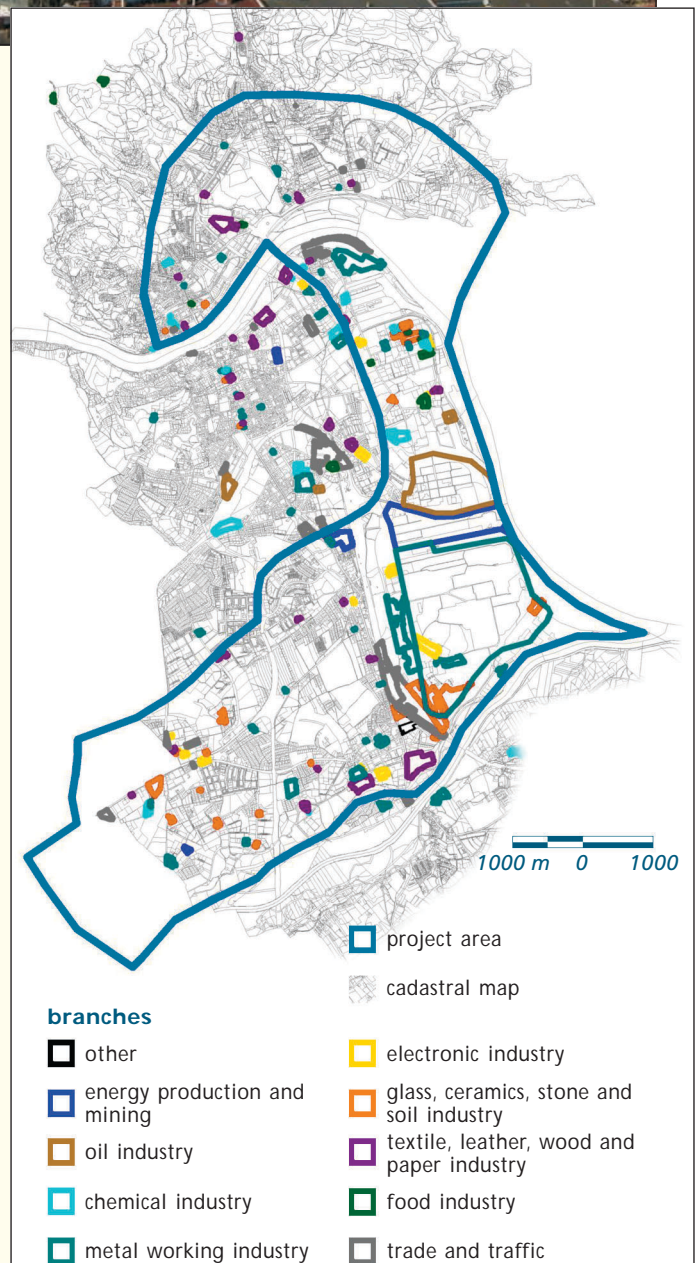 1000 m 0 1000
project area
cadastral map
branches
other
energy production and
mining
oil industry
chemical industry
metal working industry
electronic industry
glass, ceramics, stone and
soil industry
textile, leather, wood and
paper industry
food industry
trade and traffic